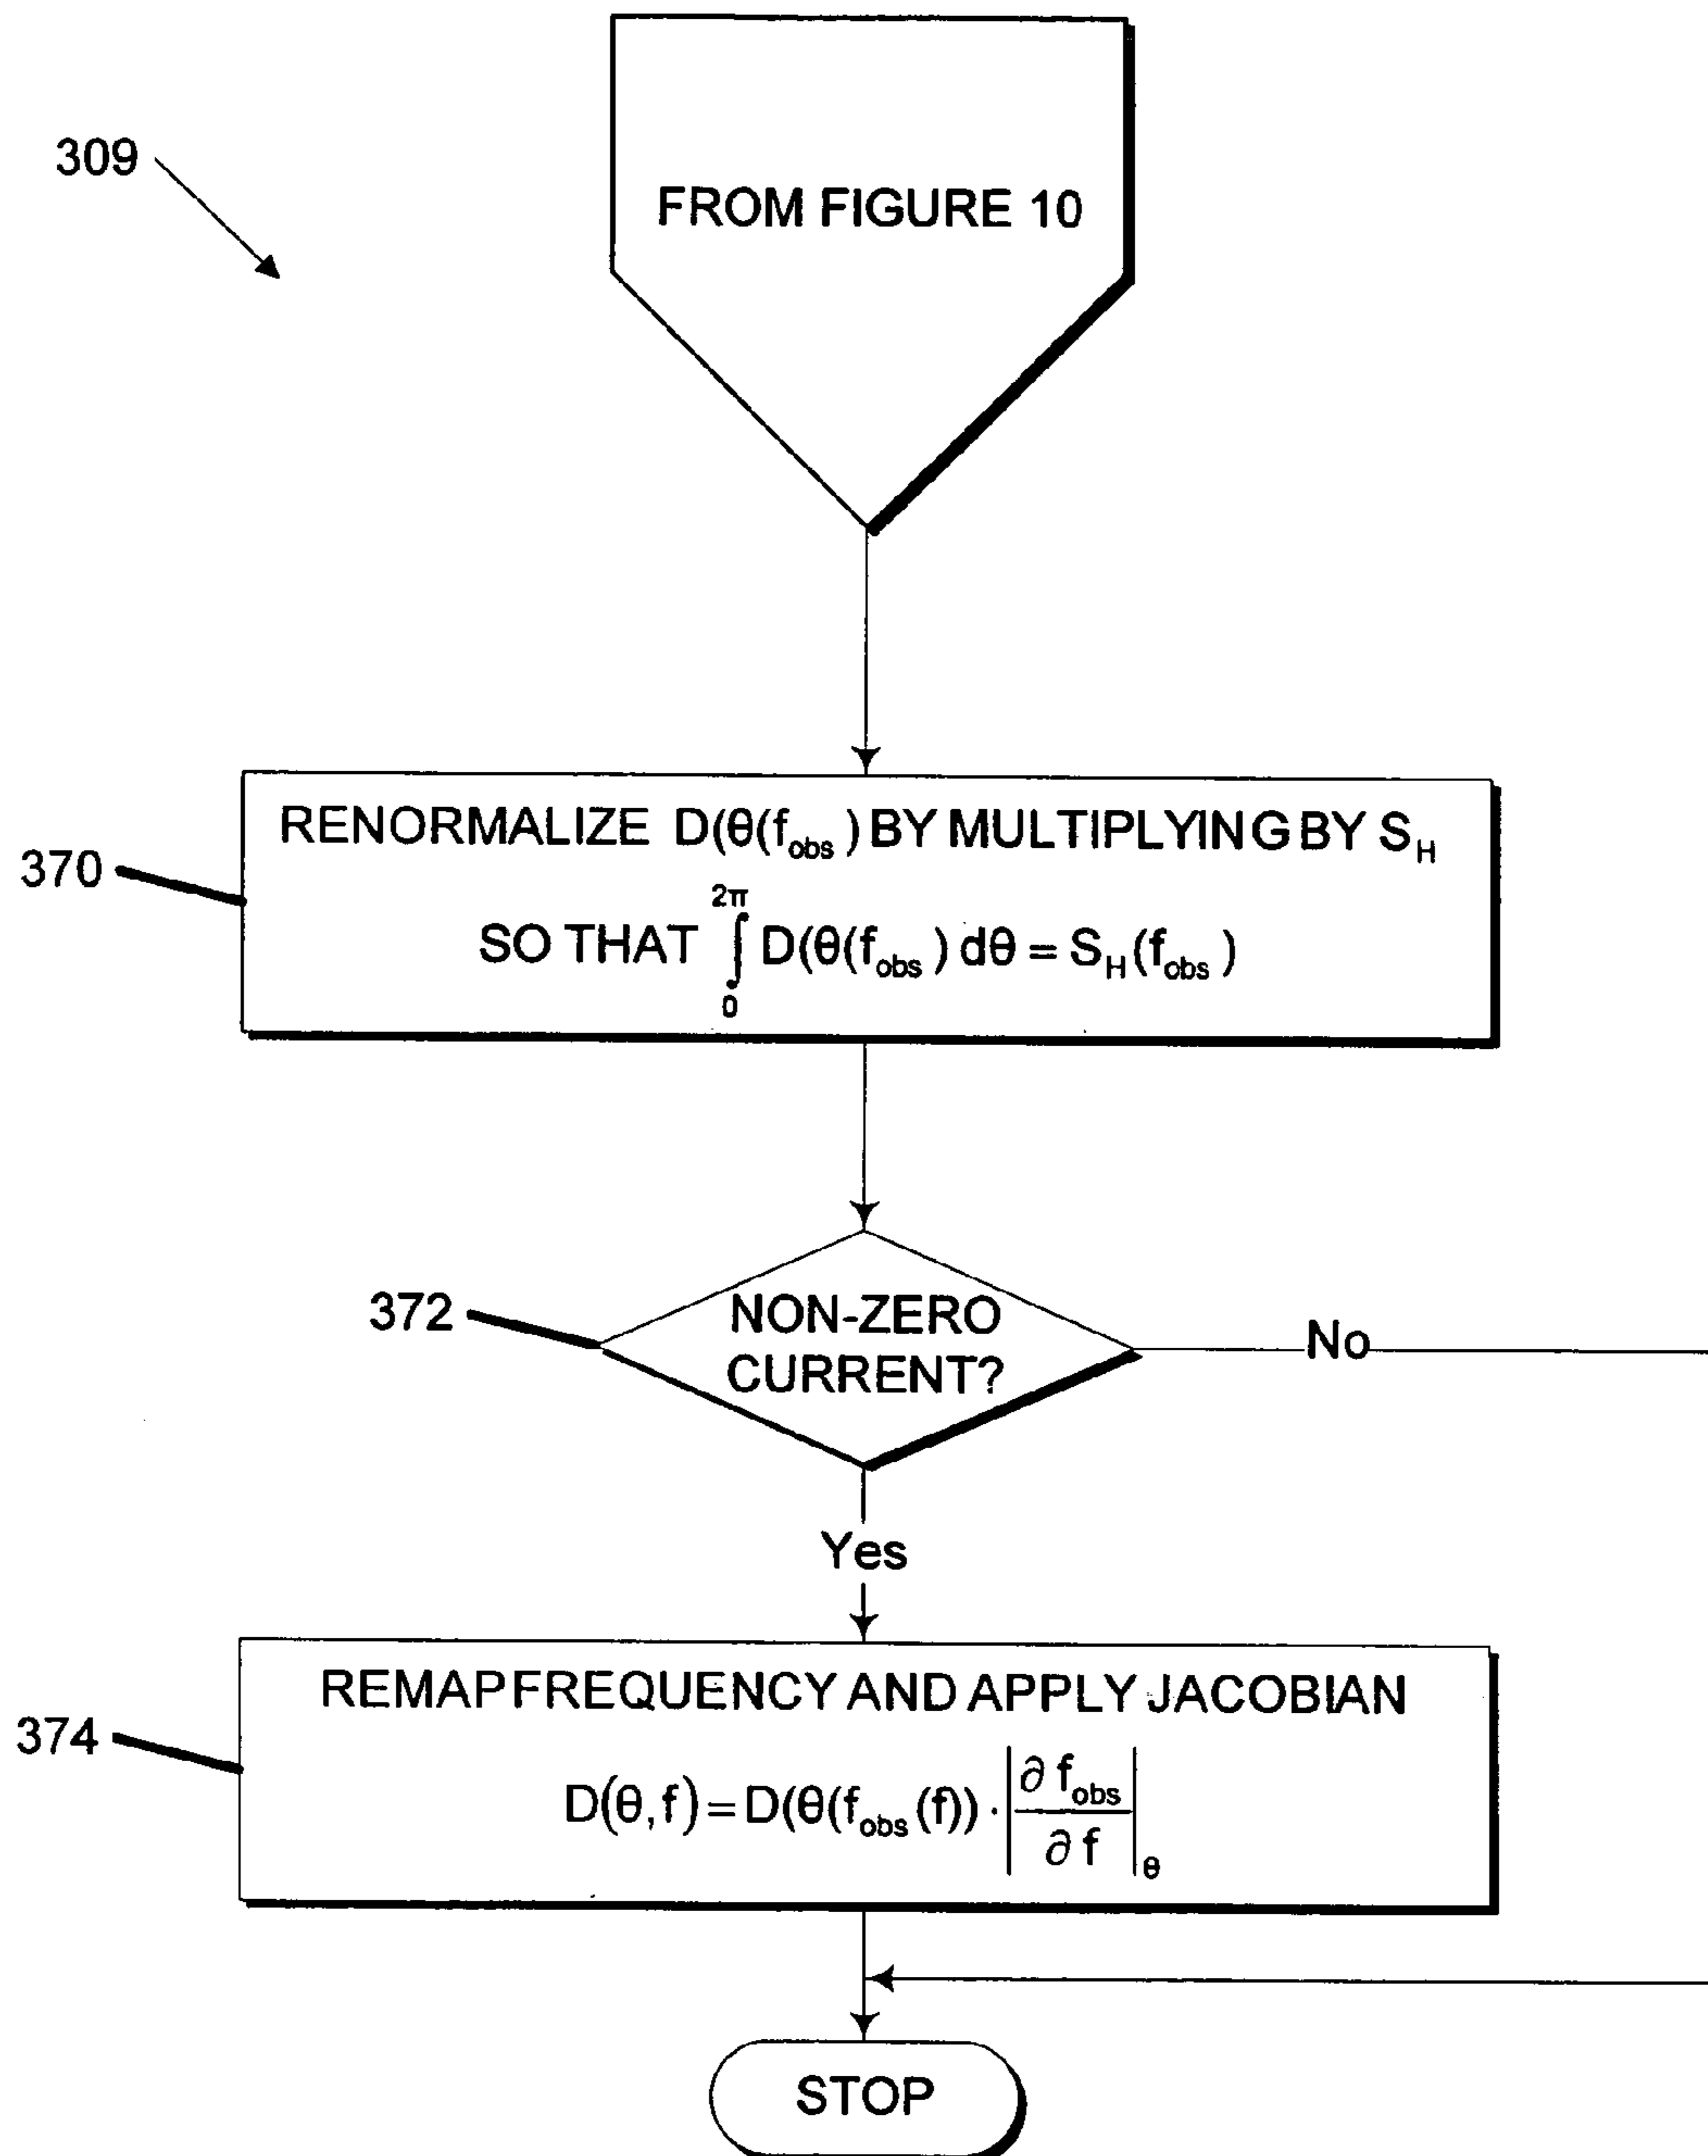 309
FROM FIGURE 10
370
RENORMALIZE D(θ(f_obs) BY MULTIPLYING BY S_H
SO THAT ∫_0^2π D(θ(f_obs) dθ = S_H(f_obs)
372
NON-ZERO
CURRENT?
No
Yes
374
REMAP FREQUENCY AND APPLY JACOBIAN
D(θ,f) = D(θ(f_obs(f)) · |∂f_obs/∂f|_θ
STOP